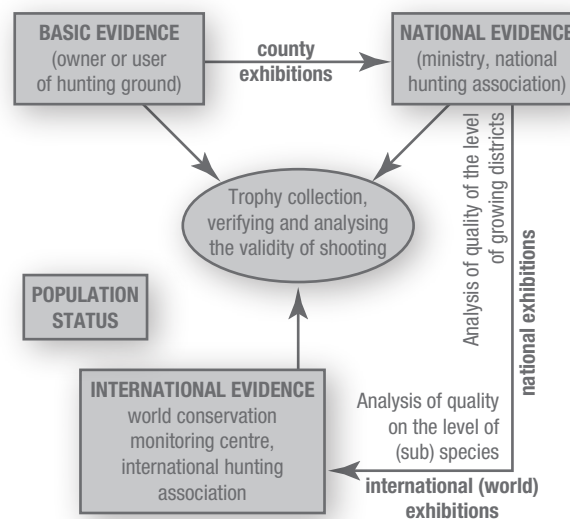 BASIC EVIDENCE
(owner or user
of hunting ground)
county
exhibitions
NATIONAL EVIDENCE
(ministry, national
hunting association)
Trophy collection,
verifying and analysing
the validity of shooting
Analysis of quality of the level
of growing districts
national exhibitions
POPULATION
STATUS
INTERNATIONAL EVIDENCE
world conservation
monitoring centre,
international hunting
association
Analysis of quality
on the level of
(sub) species
international (world)
exhibitions